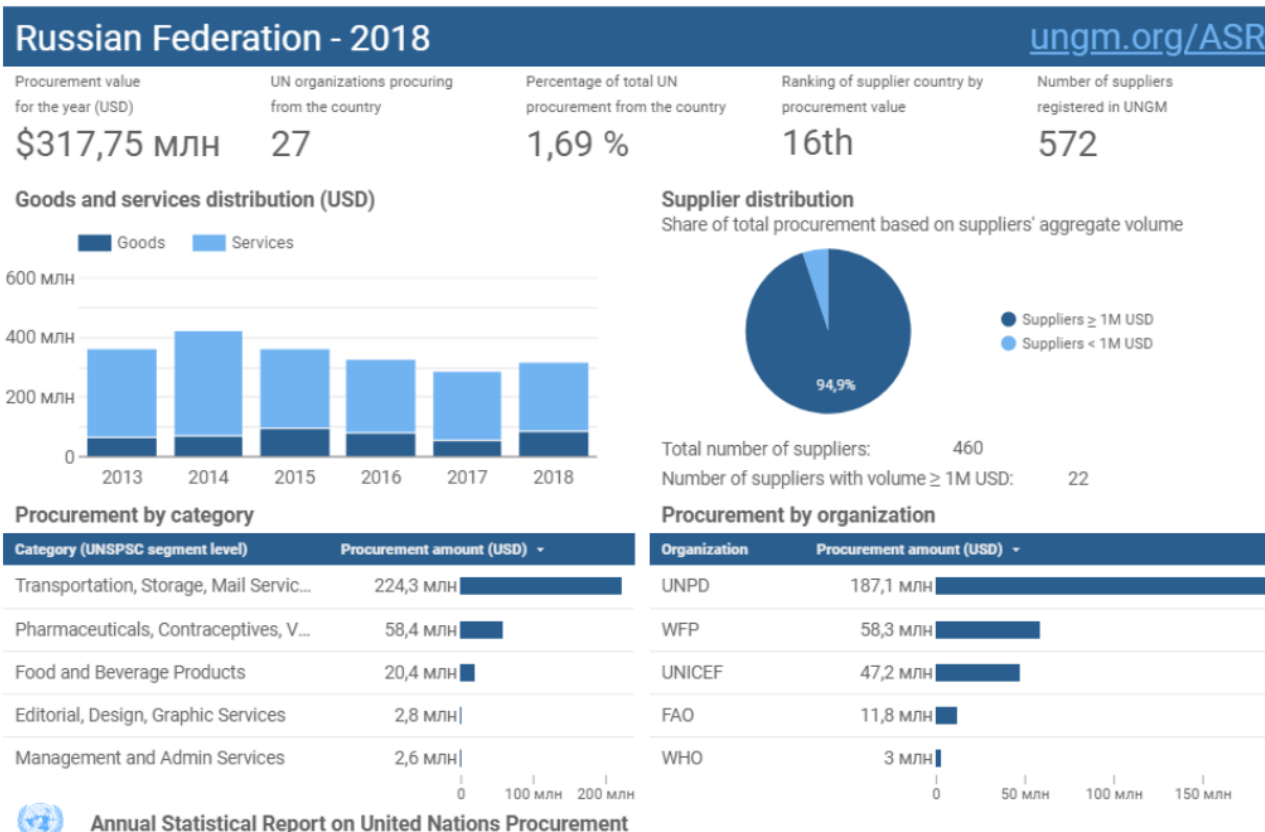 Russian Federation - 2018
ungm.org/ASR
Procurement value
for the year (USD)
$317,75 млн
UN organizations procuring
from the country
27
Percentage of total UN
procurement from the country
1,69 %
Ranking of supplier country by
procurement value
16th
Number of suppliers
registered in UNGM
572
Goods and services distribution (USD)
Goods
Services
600 млн
400 млн
200 млн
0
2013 2014 2015 2016 2017 2018
Supplier distribution
Share of total procurement based on suppliers' aggregate volume
94,9%
Suppliers ≥ 1M USD
Suppliers < 1M USD
Total number of suppliers: 460
Number of suppliers with volume ≥ 1M USD: 22
Procurement by category
Category (UNSPSC segment level) Procurement amount (USD)
Transportation, Storage, Mail Servic... 224,3 млн
Pharmaceuticals, Contraceptives, V... 58,4 млн
Food and Beverage Products 20,4 млн
Editorial, Design, Graphic Services 2,8 млн
Management and Admin Services 2,6 млн
0 100 млн 200 млн
Procurement by organization
Organization Procurement amount (USD)
UNPD 187,1 млн
WFP 58,3 млн
UNICEF 47,2 млн
FAO 11,8 млн
WHO 3 млн
0 50 млн 100 млн 150 млн
Annual Statistical Report on United Nations Procurement